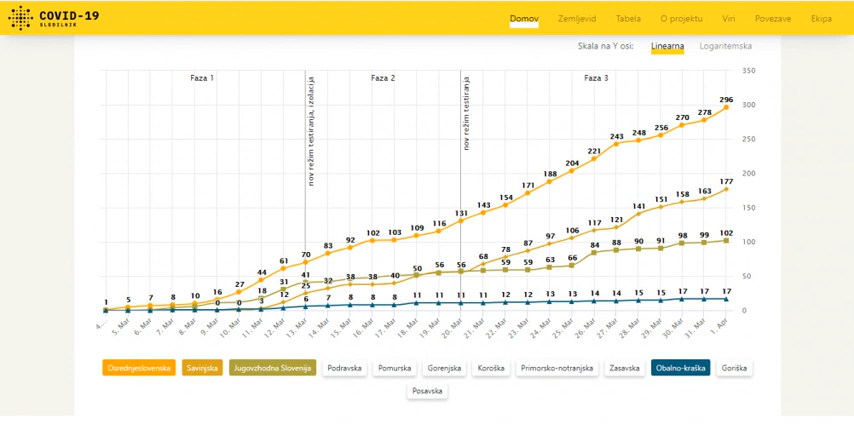 COVID-19
SLEDILNIK
Domov Zemljevid Tabela O projektu Viri Povezave Ekipa
Skala na Y osi: Linearna Logaritemska
Faza 1 Faza 2 Faza 3
nov režim testiranja, izolacija
nov režim testiranja
350
300
250
200
150
100
50
0
1 5 7 8 10 16 27 44 61 70 83 92 102 103 109 116 131 143 154 171 188 204 221 243 248 256 270 278 296
0 0 3 12 25 32 38 38 40 50 56 56 68 78 87 97 106 117 121 141 151 158 163 177
18 31 41 59 59 63 66 84 88 90 91 98 99 102
6 7 8 8 8 11 11 11 11 12 12 13 13 14 14 15 15 17 17 17
4... 5. Mar 6. Mar 7. Mar 8. Mar 9. Mar 10. Mar 11. Mar 12. Mar 13. Mar 14. Mar 15. Mar 16. Mar 17. Mar 18. Mar 19. Mar 20. Mar 21. Mar 22. Mar 23. Mar 24. Mar 25. Mar 26. Mar 27. Mar 28. Mar 29. Mar 30. Mar 31. Mar 1. Apr
Osrednjeslovenska Savinjska Jugovzhodna Slovenija Podravska Pomurska Gorenjska Koroška Primorsko-notranjska Zasavska Obalno-kraška Goriška
Posavska